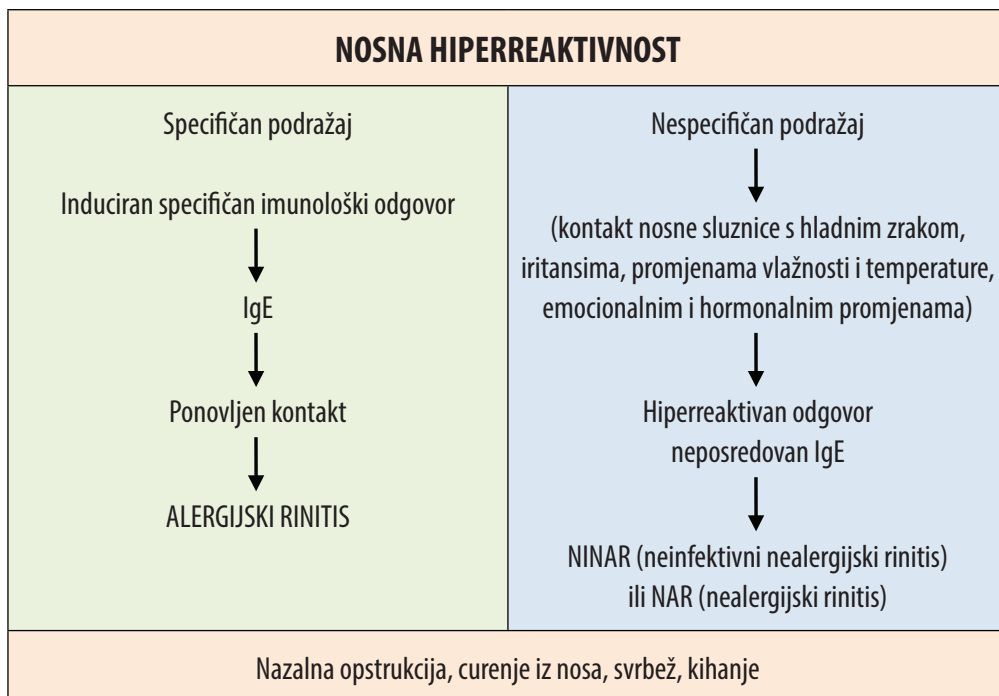 NOSNA HIPERREAKTIVNOST
Specifičan podražaj
Induciran specifičan imunološki odgovor
IgE
Ponovljen kontakt
ALERGIJSKI RINITIS
Nespecifičan podražaj
(kontakt nosne sluznice s hladnim zrakom,
iritansima, promjenama vlažnosti i temperature,
emocionalnim i hormonalnim promjenama)
Hiperreaktivan odgovor
neposredovan IgE
NINAR (neinfektivni nealergijski rinitis)
ili NAR (nealergijski rinitis)
Nazalna opstrukcija, curenje iz nosa, svrbež, kihanje